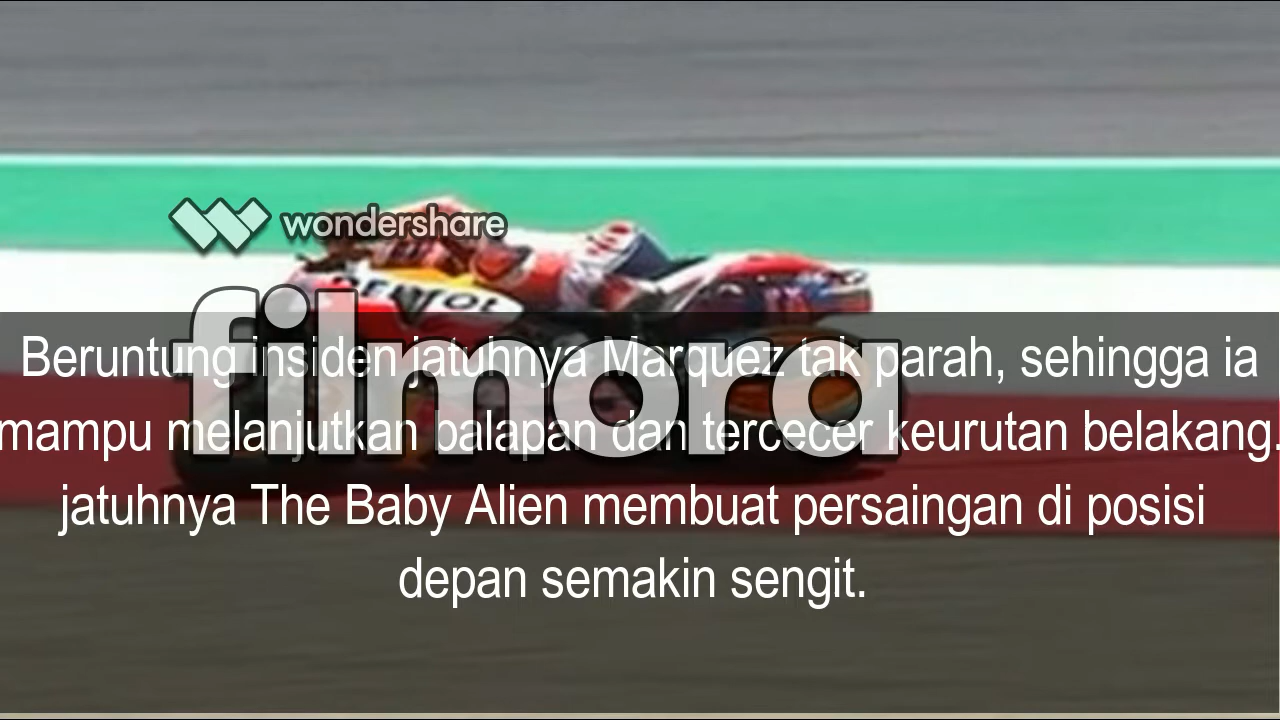 wondershare
REPSOL
filmora
Beruntung insiden jatuhnya Marquez tak parah, sehingga ia
mampu melanjutkan balapan dan tercecer keurutan belakang.
jatuhnya The Baby Alien membuat persaingan di posisi
depan semakin sengit.